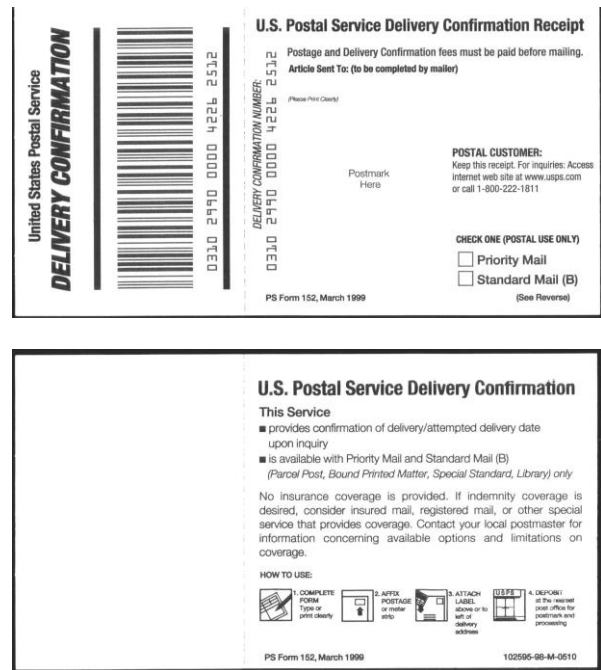 United States Postal Service
DELIVERY CONFIRMATION
0310 2990 0000 4226 2512
DELIVERY CONFIRMATION NUMBER:
0310 2990 0000 4226 2512
U.S. Postal Service Delivery Confirmation Receipt
Postage and Delivery Confirmation fees must be paid before mailing.
Article Sent To: (to be completed by mailer)
(Please Print Clearly)
Postmark
Here
POSTAL CUSTOMER:
Keep this receipt. For inquiries: Access
internet web site at www.usps.com
or call 1-800-222-1811
CHECK ONE (POSTAL USE ONLY)
Priority Mail
Standard Mail (B)
PS Form 152, March 1999
(See Reverse)
U.S. Postal Service Delivery Confirmation
This Service
■ provides confirmation of delivery/attempted delivery date
upon inquiry
■ is available with Priority Mail and Standard Mail (B)
(Parcel Post, Bound Printed Matter, Special Standard, Library) only
No insurance coverage is provided. If indemnity coverage is
desired, consider insured mail, registered mail, or other special
service that provides coverage. Contact your local postmaster for
information concerning available options and limitations on
coverage.
HOW TO USE:
1. COMPLETE
FORM
Type or
print clearly
2. AFFIX
POSTAGE
or meter
strip
3. ATTACH
LABEL
above or to
left of
delivery
address
USPS
4. DEPOSIT
at the nearest
post office for
postmark and
processing
PS Form 152, March 1999
102595-98-M-0510